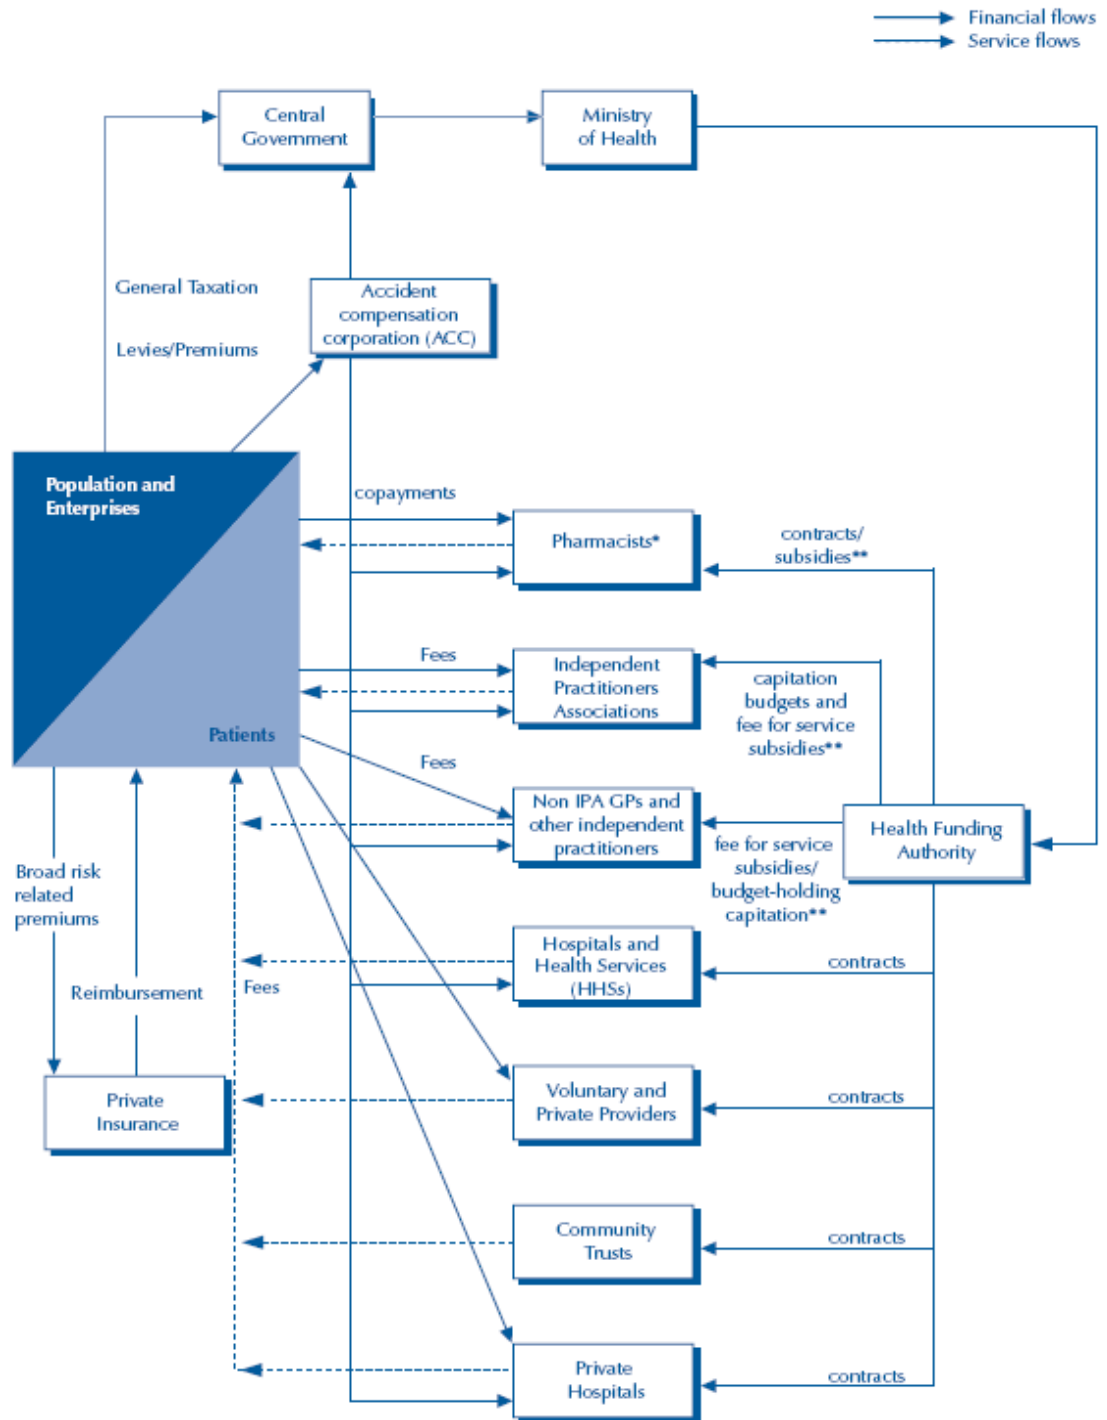 Financial flows
Service flows
Central
Government
Ministry
of Health
General Taxation
Levies/Premiums
Accident
compensation
corporation (ACC)
Population and
Enterprises
Patients
copayments
Pharmacists*
contracts/
subsidies**
Fees
Independent
Practitioners
Associations
capitation
budgets and
fee for service
subsidies**
Fees
Non IPA GPs and
other independent
practitioners
fee for service
subsidies/
budget-holding
capitation**
Health Funding
Authority
Broad risk
related
premiums
Reimbursement
Fees
Hospitals and
Health Services
(HHSs)
contracts
Private
Insurance
Voluntary and
Private Providers
contracts
Community
Trusts
contracts
Private
Hospitals
contracts